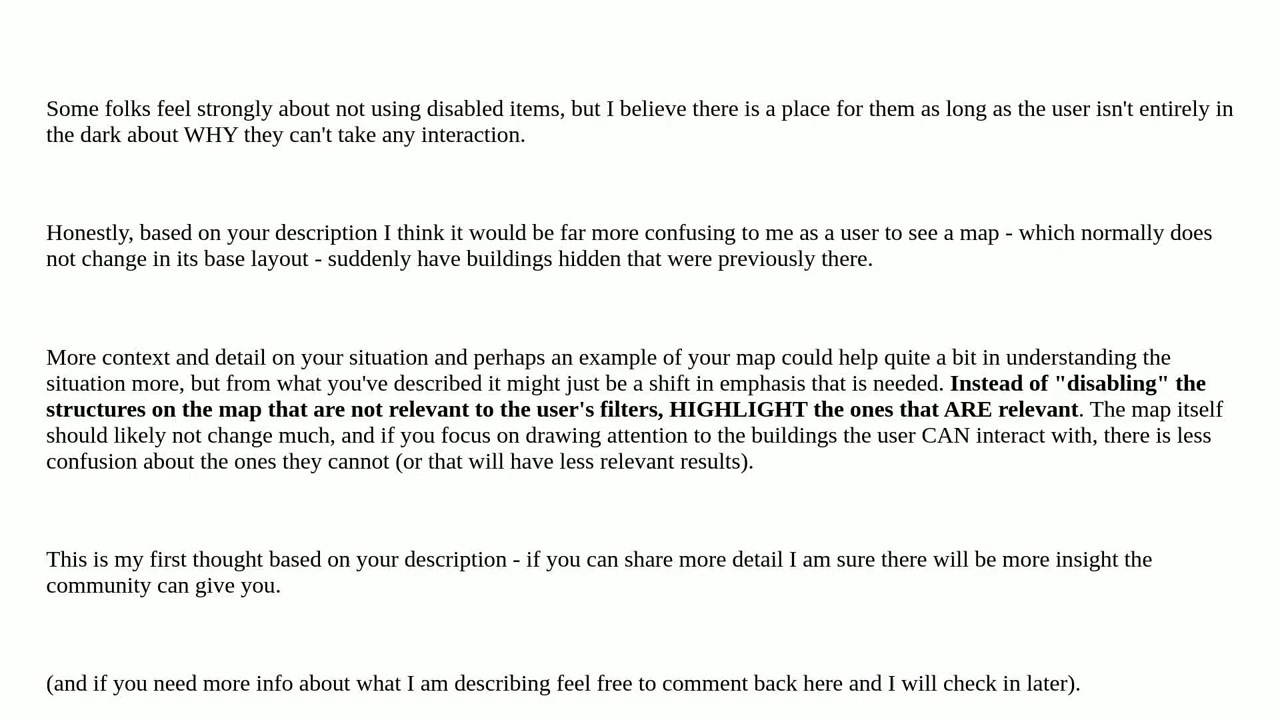 Some folks feel strongly about not using disabled items, but I believe there is a place for them as long as the user isn't entirely in
the dark about WHY they can't take any interaction.
Honestly, based on your description I think it would be far more confusing to me as a user to see a map - which normally does
not change in its base layout - suddenly have buildings hidden that were previously there.
More context and detail on your situation and perhaps an example of your map could help quite a bit in understanding the
situation more, but from what you've described it might just be a shift in emphasis that is needed. Instead of "disabling" the
structures on the map that are not relevant to the user's filters, HIGHLIGHT the ones that ARE relevant. The map itself
should likely not change much, and if you focus on drawing attention to the buildings the user CAN interact with, there is less
confusion about the ones they cannot (or that will have less relevant results).
This is my first thought based on your description - if you can share more detail I am sure there will be more insight the
community can give you.
(and if you need more info about what I am describing feel free to comment back here and I will check in later).